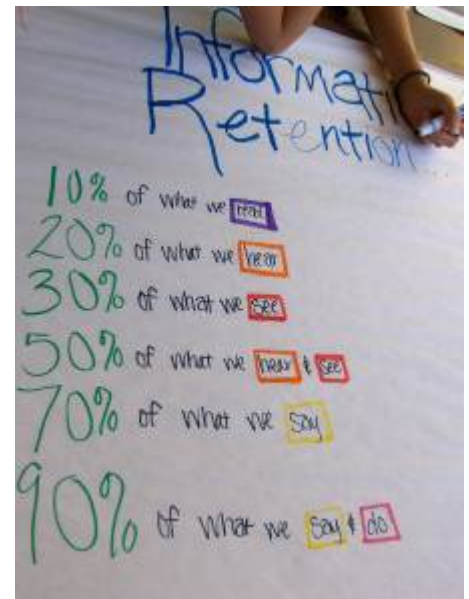 Informati
Retention
10% of what we read
20% of what we hear
30% of what we see
50% of what we hear & see
70% of what we say
90% of what we say & do